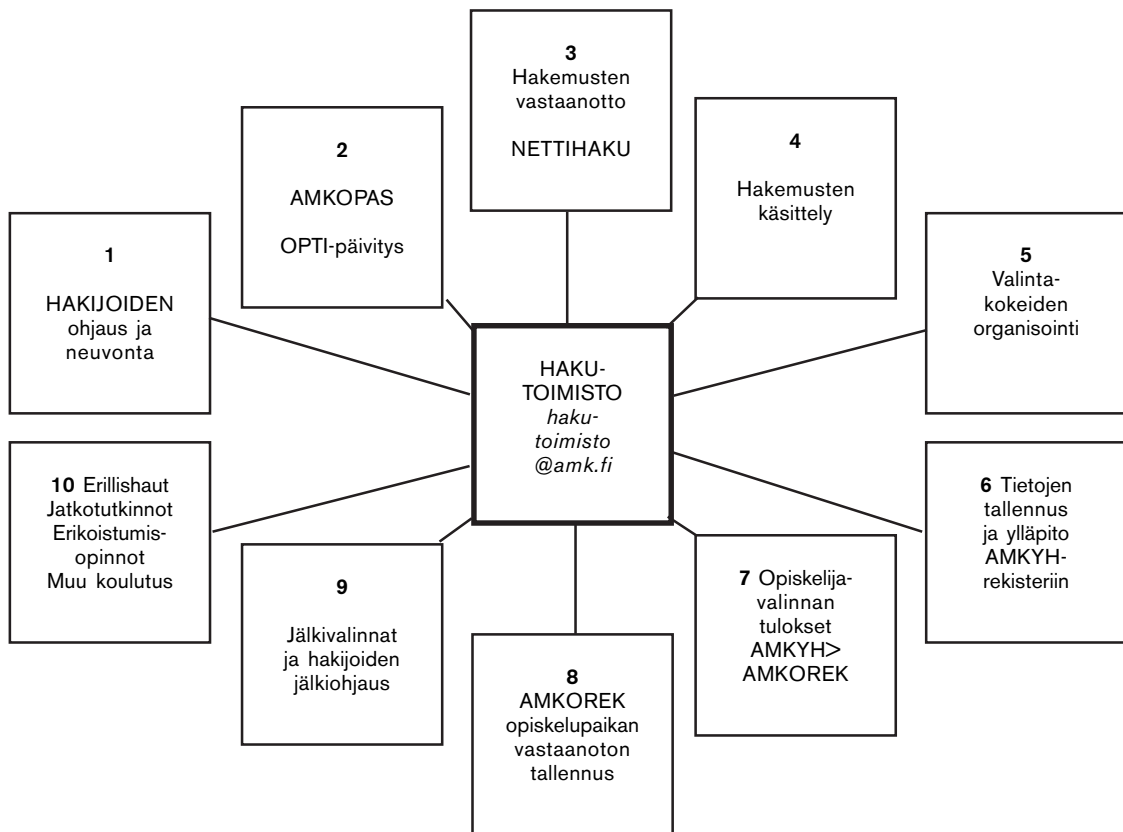 1
HAKIJOIDEN
ohjaus ja
neuvonta
2
AMKOPAS
OPTI-päivitys
3
Hakemusten
vastaanotto
NETTIHAKU
4
Hakemusten
käsittely
5
Valinta-
kokeiden
organisointi
HAKU-
TOIMISTO
haku-
toimisto
@amk.fi
6 Tietojen
tallennus
ja ylläpito
AMKYH-
rekisteriin
7 Opiskelija-
valinnan
tulokset
AMKYH>
AMKOREK
8
AMKOREK
opiskelupaikan
vastaanoton
tallennus
9
Jälkivalinnat
ja hakijoiden
jälkiohjaus
10 Erillishaut
Jatkotutkinnot
Erikoistumis-
opinnot
Muu koulutus